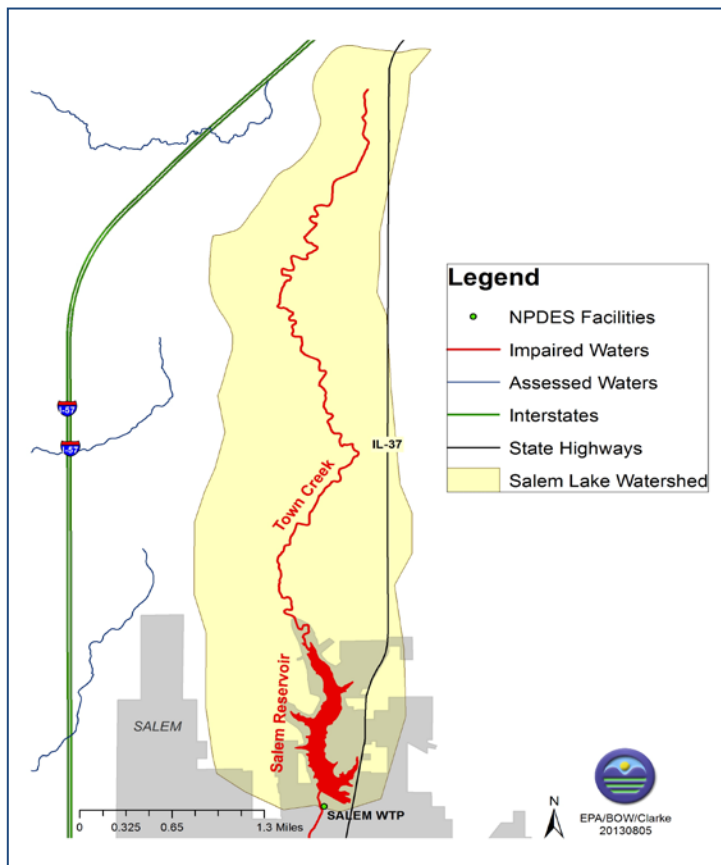 Legend
NPDES Facilities
Impaired Waters
Assessed Waters
Interstates
State Highways
Salem Lake Watershed
I-57
I-57
IL-37
Town Creek
Salem Reservoir
SALEM
SALEM WTP
0 0.325 0.65 1.3 Miles
N
EPA/BOW/Clarke
20130805